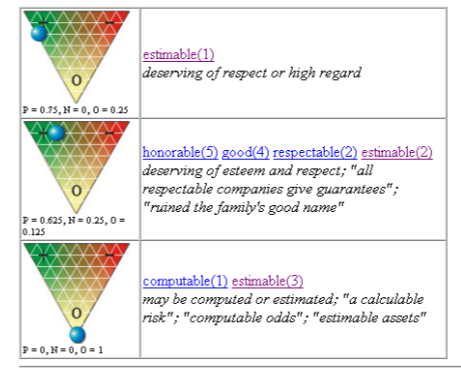 estimable(1)
deserving of respect or high regard
O
P = 0.75, N = 0, O = 0.25
honorable(5) good(4) respectable(2) estimable(2)
deserving of esteem and respect; "all
respectable companies give guarantees";
"ruined the family's good name"
O
P = 0.625, N = 0.25, O =
0.125
computable(1) estimable(3)
may be computed or estimated; "a calculable
risk"; "computable odds"; "estimable assets"
O
P = 0, N = 0, O = 1